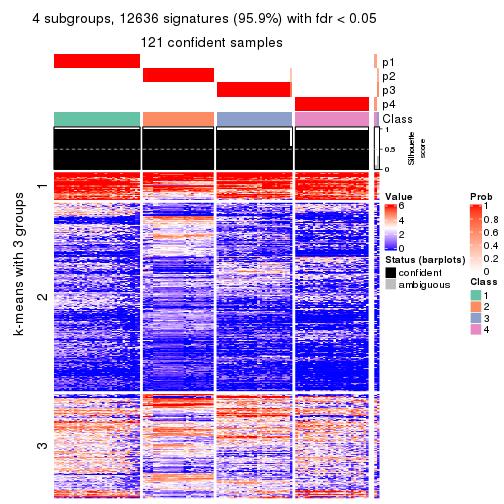 4 subgroups, 12636 signatures (95.9%) with fdr < 0.05
121 confident samples
p1
p2
p3
p4
Class
1
0.5
0
Silhouette
score
k-means with 3 groups
1
2
3
Value
6
4
2
0
Status (barplots)
confident
ambiguous
Prob
1
0.8
0.6
0.4
0.2
0
Class
1
2
3
4